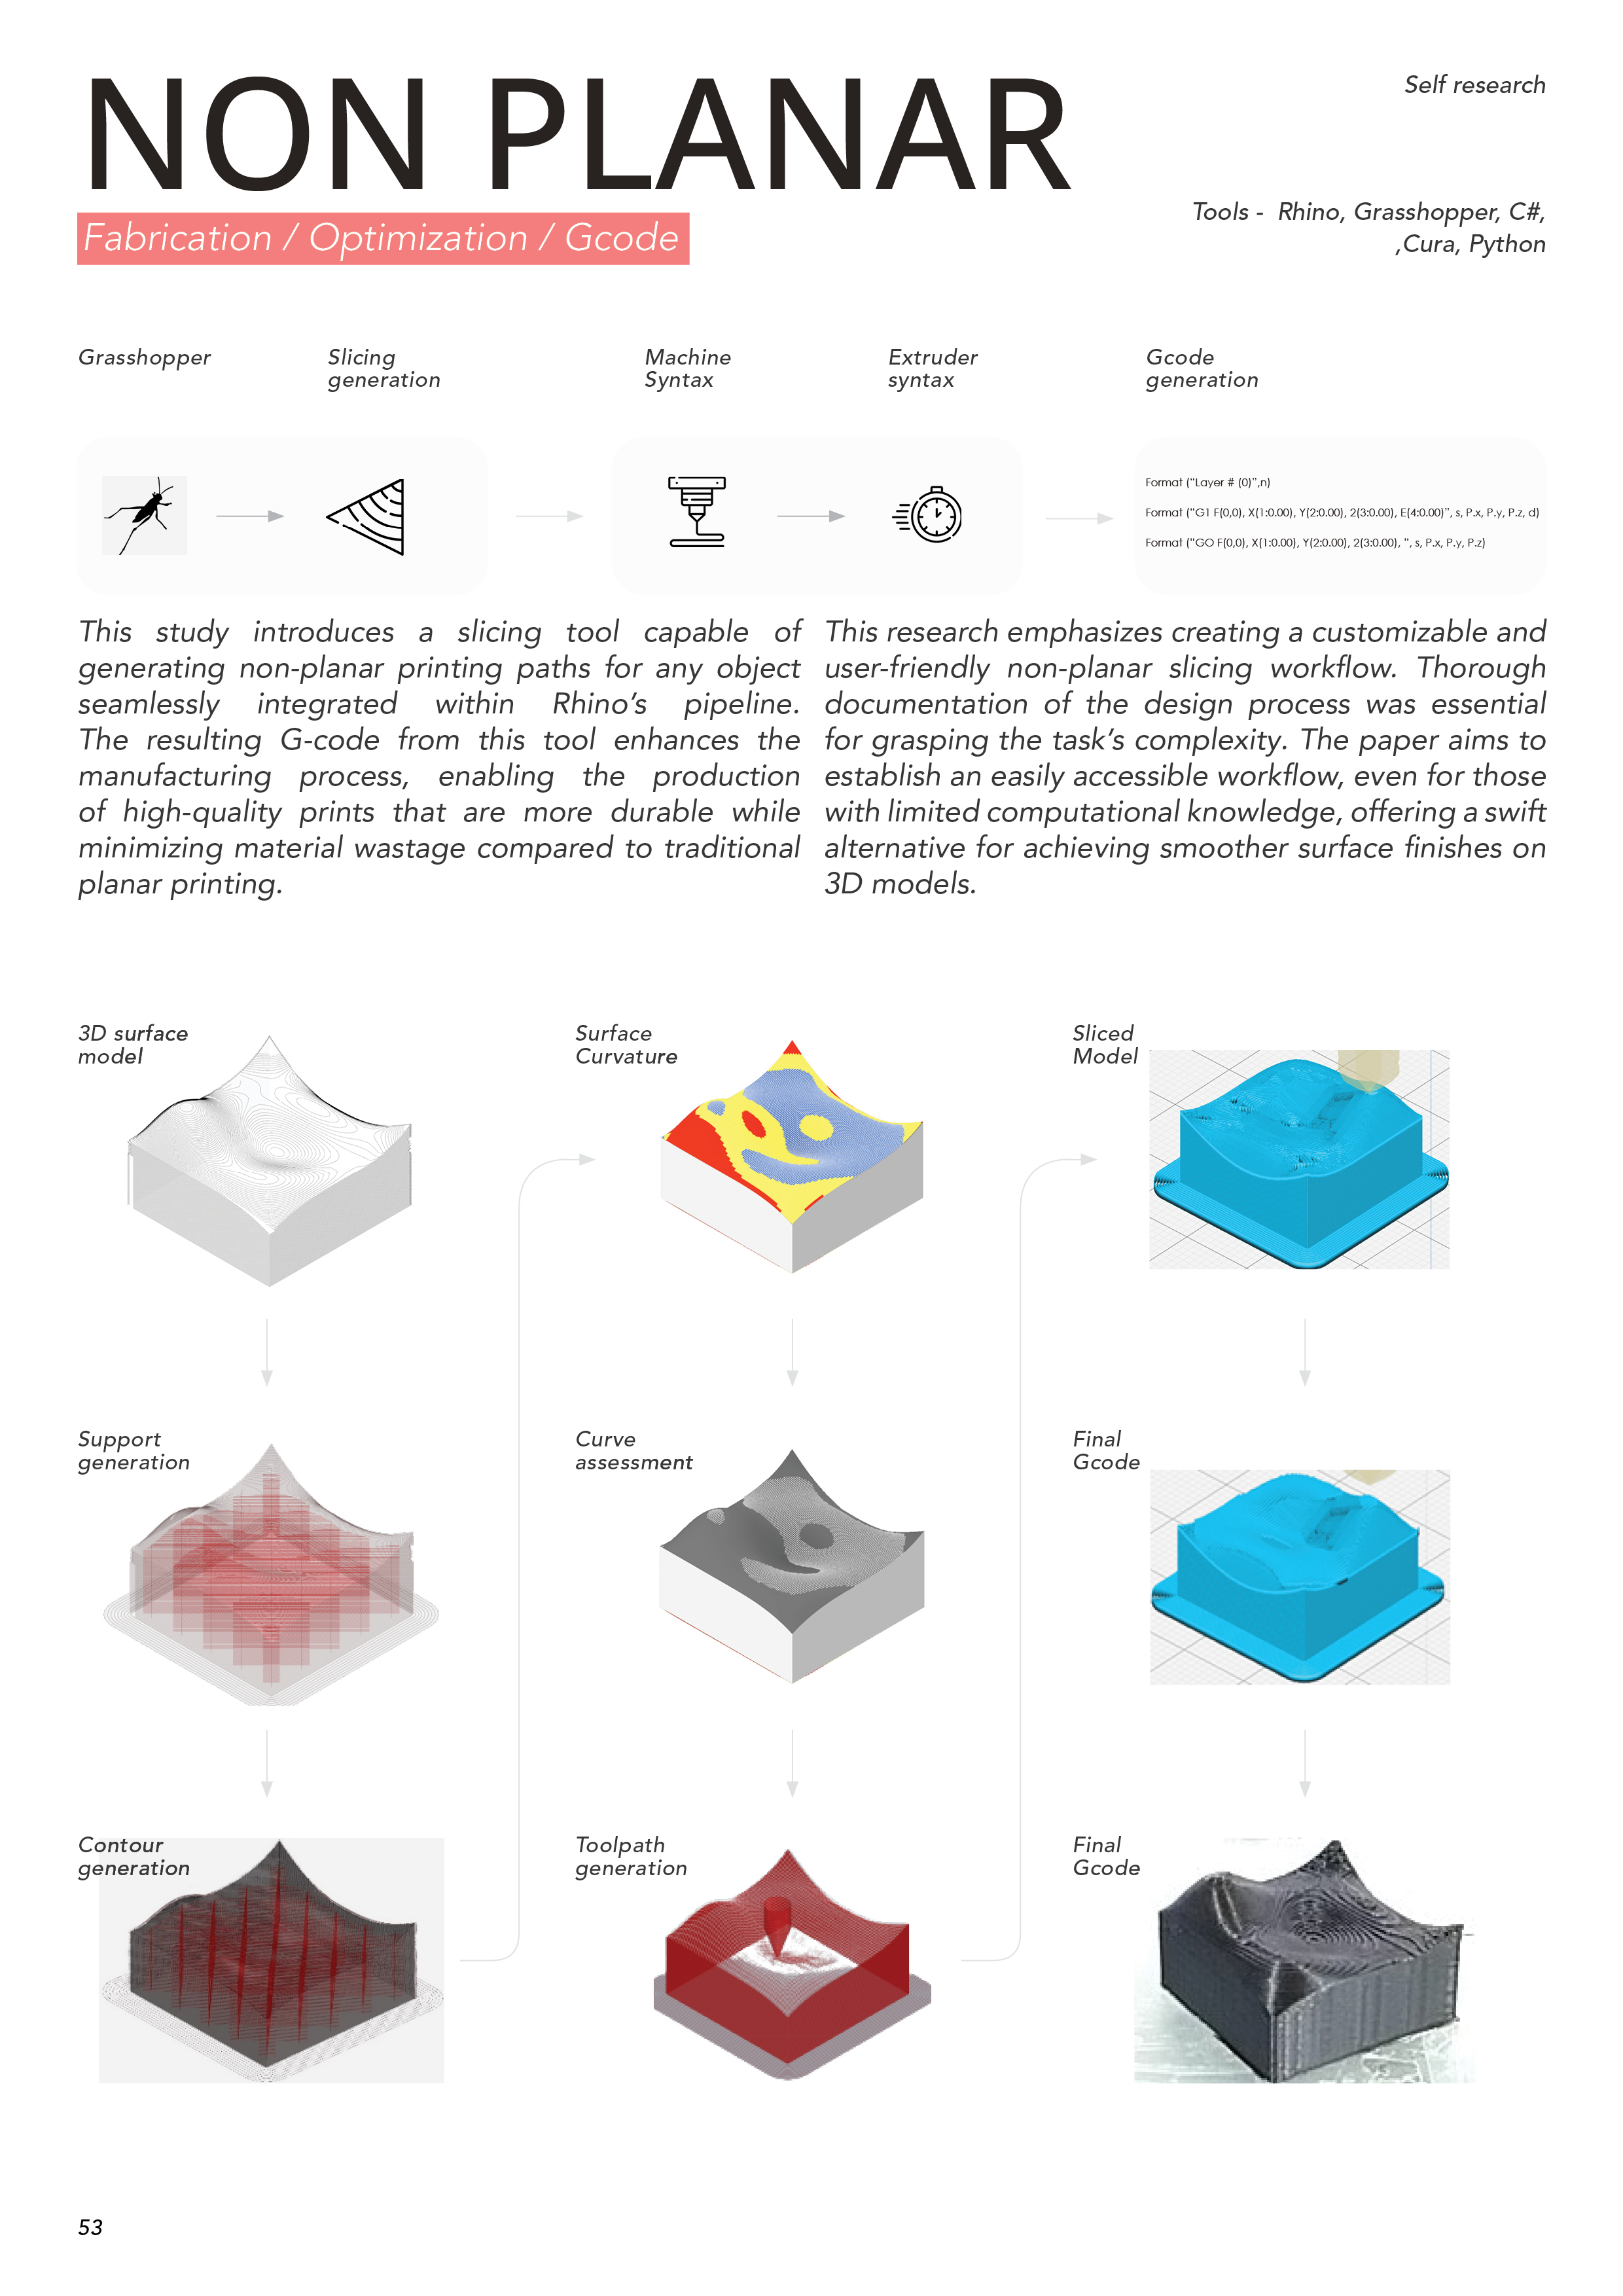 NON PLANAR
Self research
Fabrication / Optimization / Gcode
Tools -  Rhino, Grasshopper, C#,
,Cura, Python
Grasshopper
Slicing
generation
Machine
Syntax
Extruder
syntax
Gcode
generation
Format (“Layer # (0)”,n)
Format (“G1 F(0,0), X(1:0.00), Y(2:0.00), 2(3:0.00), E(4:0.00)”, s, P.x, P.y, P.z, d)
Format (“GO F(0,0), X(1:0.00), Y(2:0.00), 2(3:0.00), “, s, P.x, P.y, P.z)
This study introduces a slicing tool capable of
generating non-planar printing paths for any object
seamlessly integrated within Rhino’s pipeline.
The resulting G-code from this tool enhances the
manufacturing process, enabling the production
of high-quality prints that are more durable while
minimizing material wastage compared to traditional
planar printing.
This research emphasizes creating a customizable and
user-friendly non-planar slicing workflow. Thorough
documentation of the design process was essential
for grasping the task’s complexity. The paper aims to
establish an easily accessible workflow, even for those
with limited computational knowledge, offering a swift
alternative for achieving smoother surface finishes on
3D models.
3D surface
model
Surface
Curvature
Sliced
Model
Support
generation
Curve
assessment
Final
Gcode
Contour
generation
Toolpath
generation
Final
Gcode
53